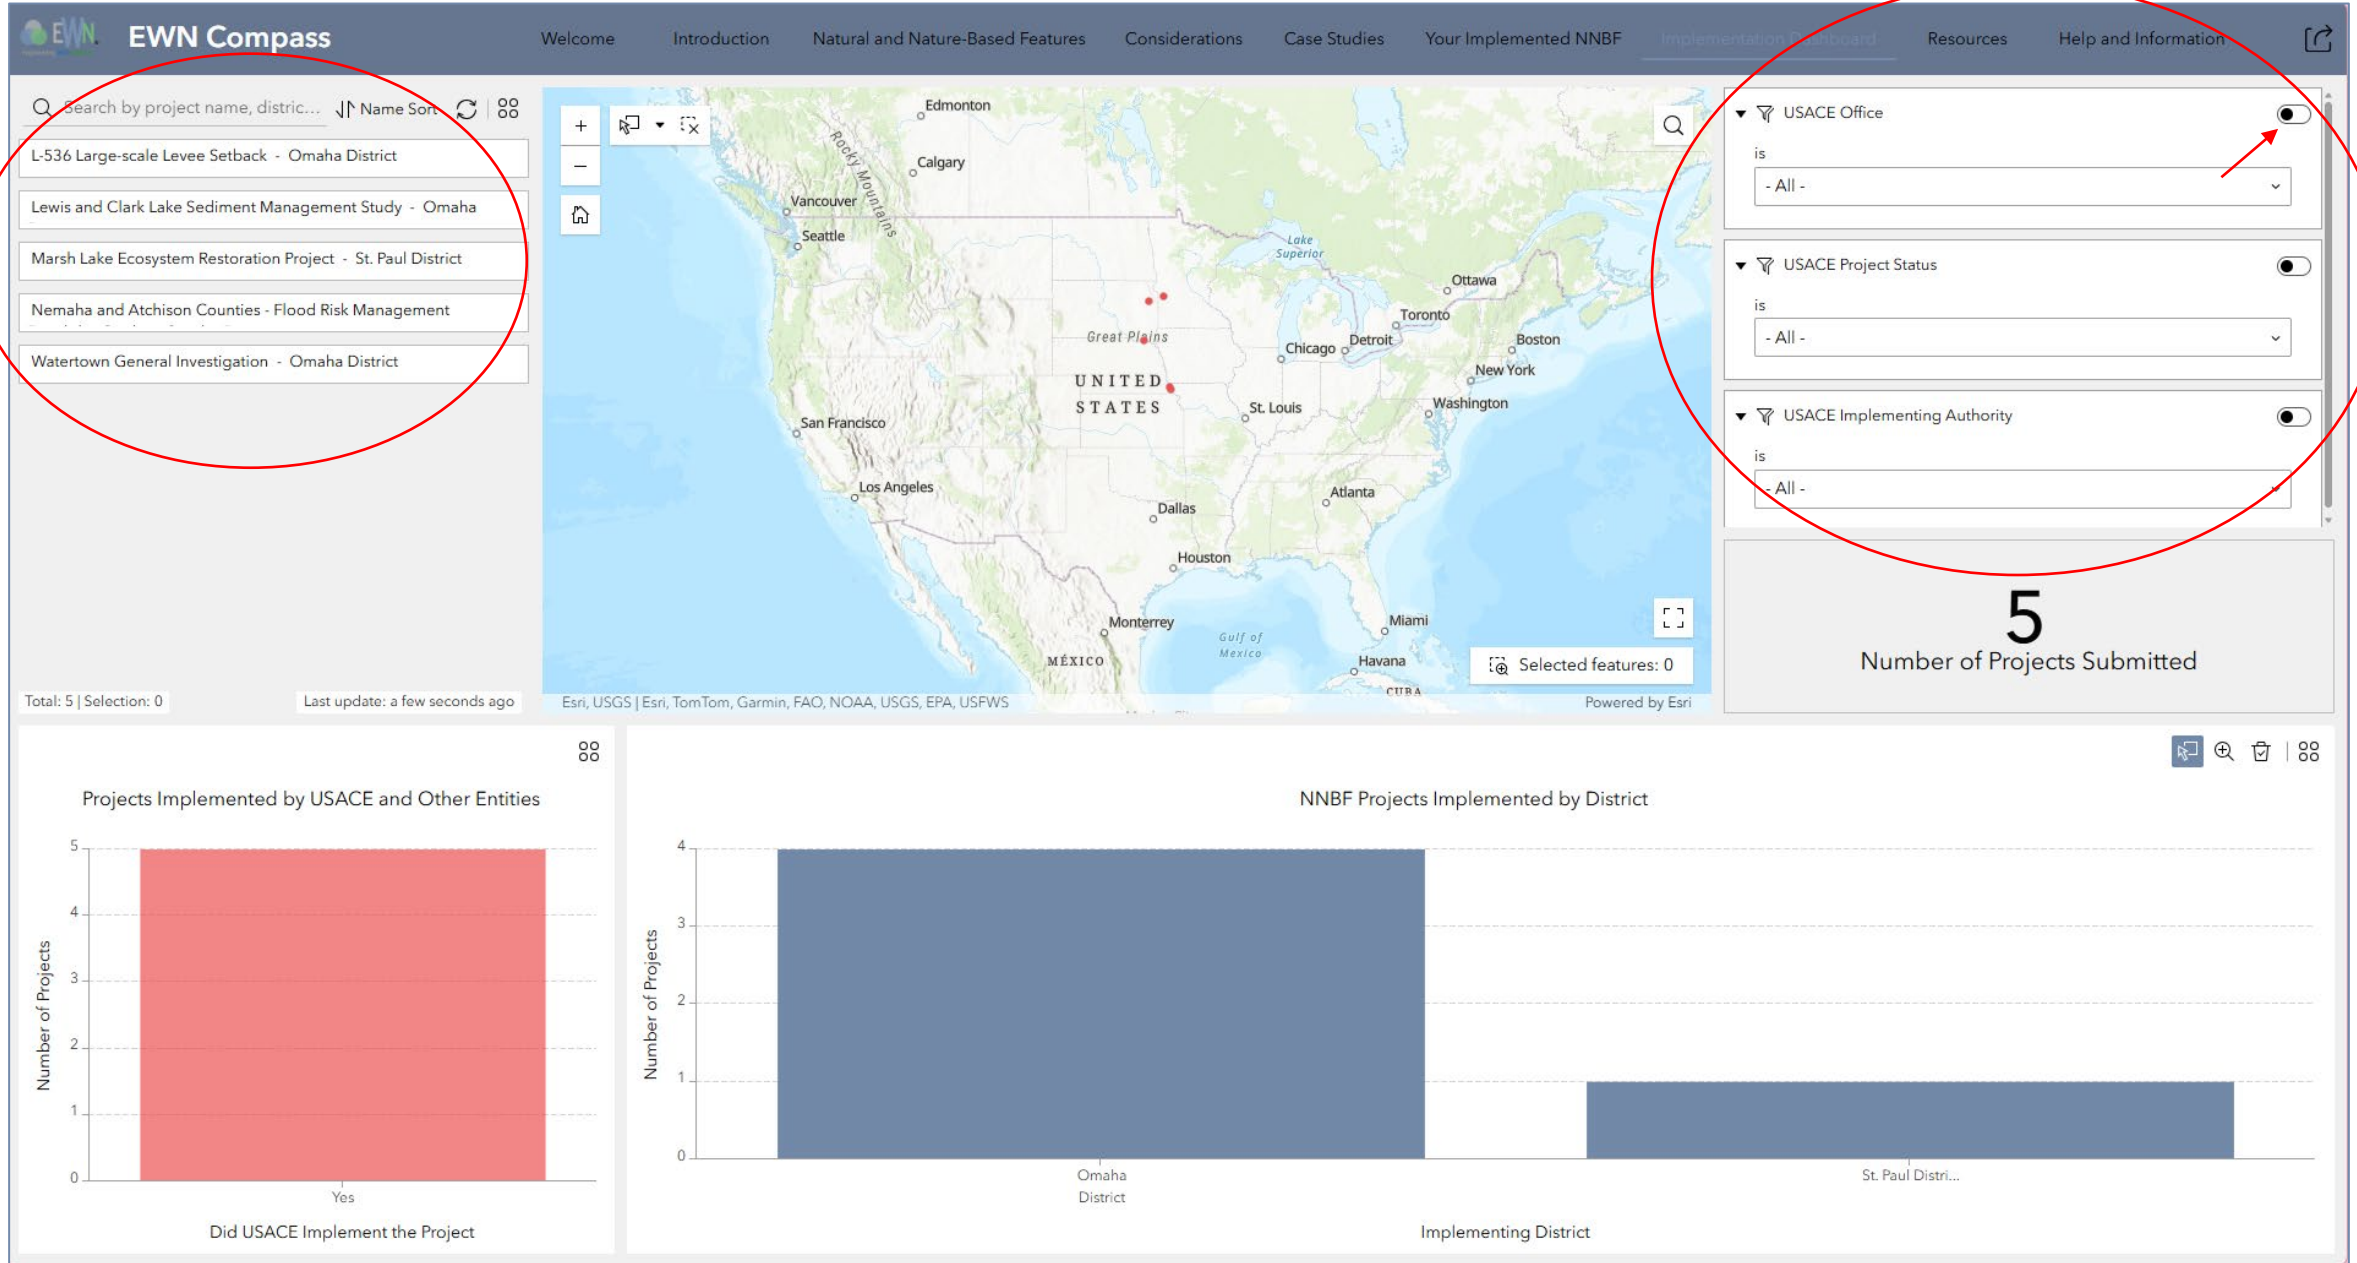 EWN.
EWN Compass
Welcome
Introduction
Natural and Nature-Based Features
Considerations
Case Studies
Your Implemented NNBF
Implementation Dashboard
Resources
Help and Information
Search by project name, distric...
Name Sort
L-536 Large-scale Levee Setback - Omaha District
Lewis and Clark Lake Sediment Management Study - Omaha
Marsh Lake Ecosystem Restoration Project - St. Paul District
Nemaha and Atchison Counties - Flood Risk Management
Watertown General Investigation - Omaha District
Total: 5 | Selection: 0
Last update: a few seconds ago
+
−
Edmonton
Rocky Mountains
Calgary
Vancouver
Seattle
Lake
Superior
Ottawa
Toronto
Great Plains
Chicago
Detroit
Boston
New York
UNITED
STATES
St. Louis
Washington
San Francisco
Los Angeles
Atlanta
Dallas
Houston
Monterrey
Gulf of
Mexico
Miami
MÉXICO
Havana
CUBA
Selected features: 0
Esri, USGS | Esri, TomTom, Garmin, FAO, NOAA, USGS, EPA, USFWS
Powered by Esri
USACE Office
is
- All -
USACE Project Status
is
- All -
USACE Implementing Authority
is
- All -
5
Number of Projects Submitted
Projects Implemented by USACE and Other Entities
Number of Projects
5
4
3
2
1
0
Yes
Did USACE Implement the Project
NNBF Projects Implemented by District
Number of Projects
4
3
2
1
0
Omaha
District
St. Paul Distri...
Implementing District